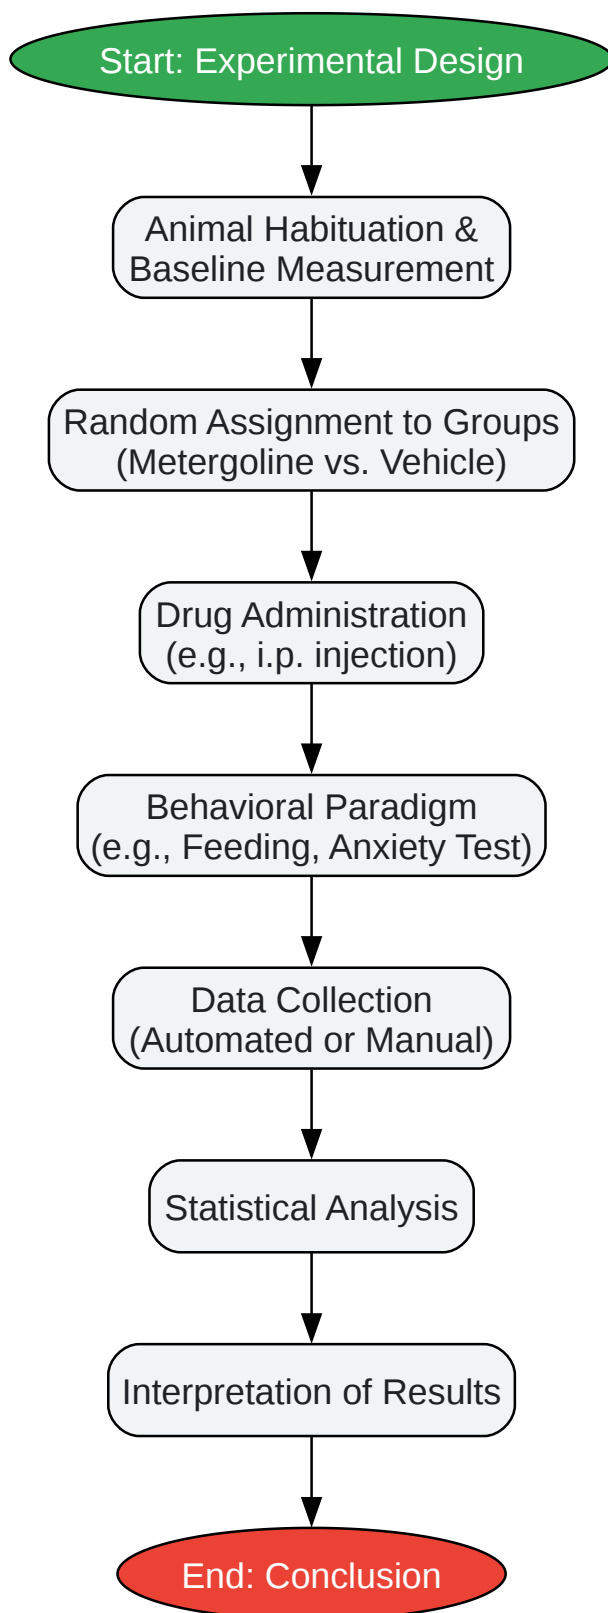 Start: Experimental Design
Animal Habituation &
Baseline Measurement
Random Assignment to Groups
(Metergoline vs. Vehicle)
Drug Administration
(e.g., i.p. injection)
Behavioral Paradigm
(e.g., Feeding, Anxiety Test)
Data Collection
(Automated or Manual)
Statistical Analysis
Interpretation of Results
End: Conclusion